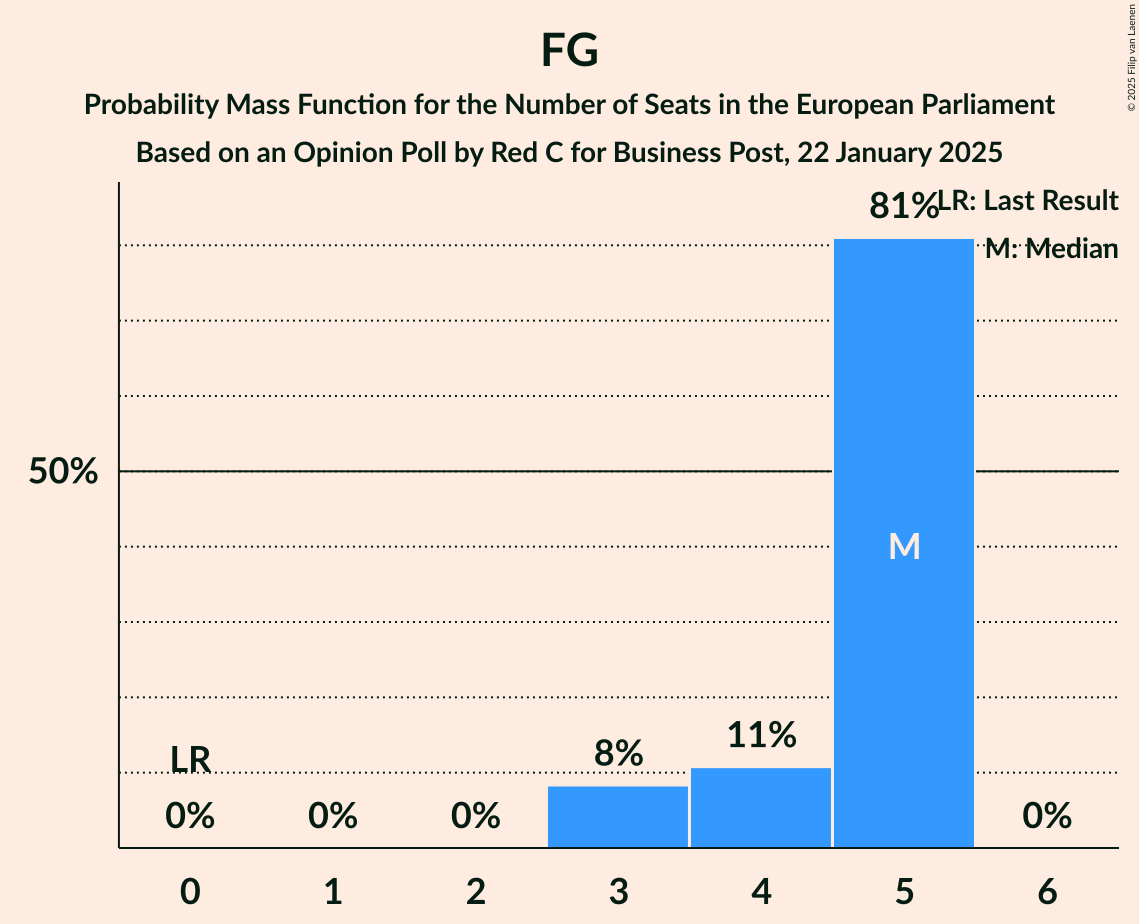 FG
Probability Mass Function for the Number of Seats in the European Parliament
Based on an Opinion Poll by Red C for Business Post, 22 January 2025
© 2025 Filip van Laenen
LR: Last Result
M: Median
81%
50%
M
11%
8%
LR
0%
0%
0%
0%
0
1
2
3
4
5
6